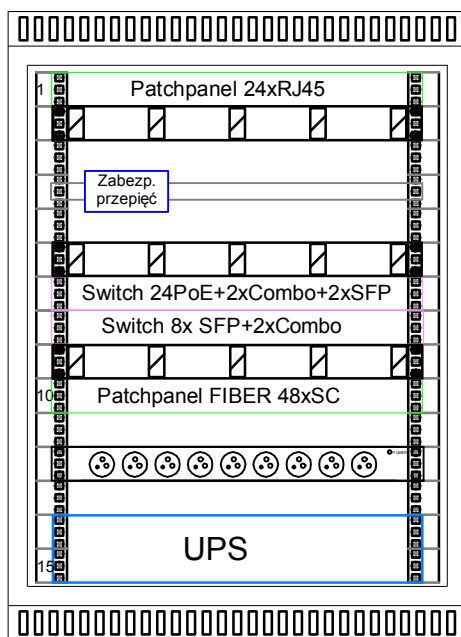 1
Patchpanel 24xRJ45
Zabezp.
przepięć
Switch 24PoE+2xCombo+2xSFP
Switch 8x SFP+2xCombo
10
Patchpanel FIBER 48xSC
UPS
15